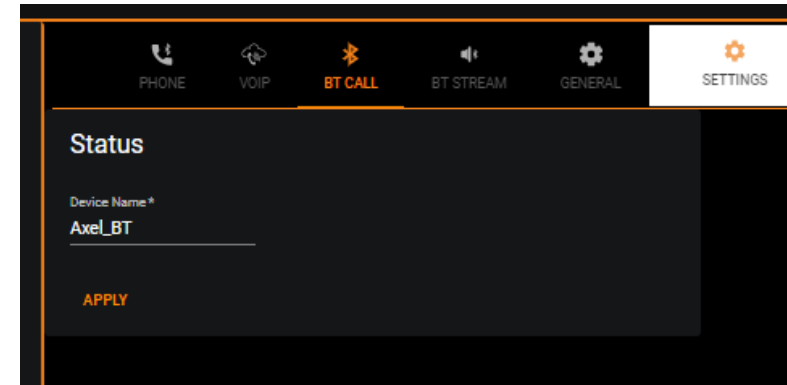 PHONE VOIP BT CALL BT STREAM GENERAL SETTINGS
Status
Device Name*
Axel_BT
APPLY